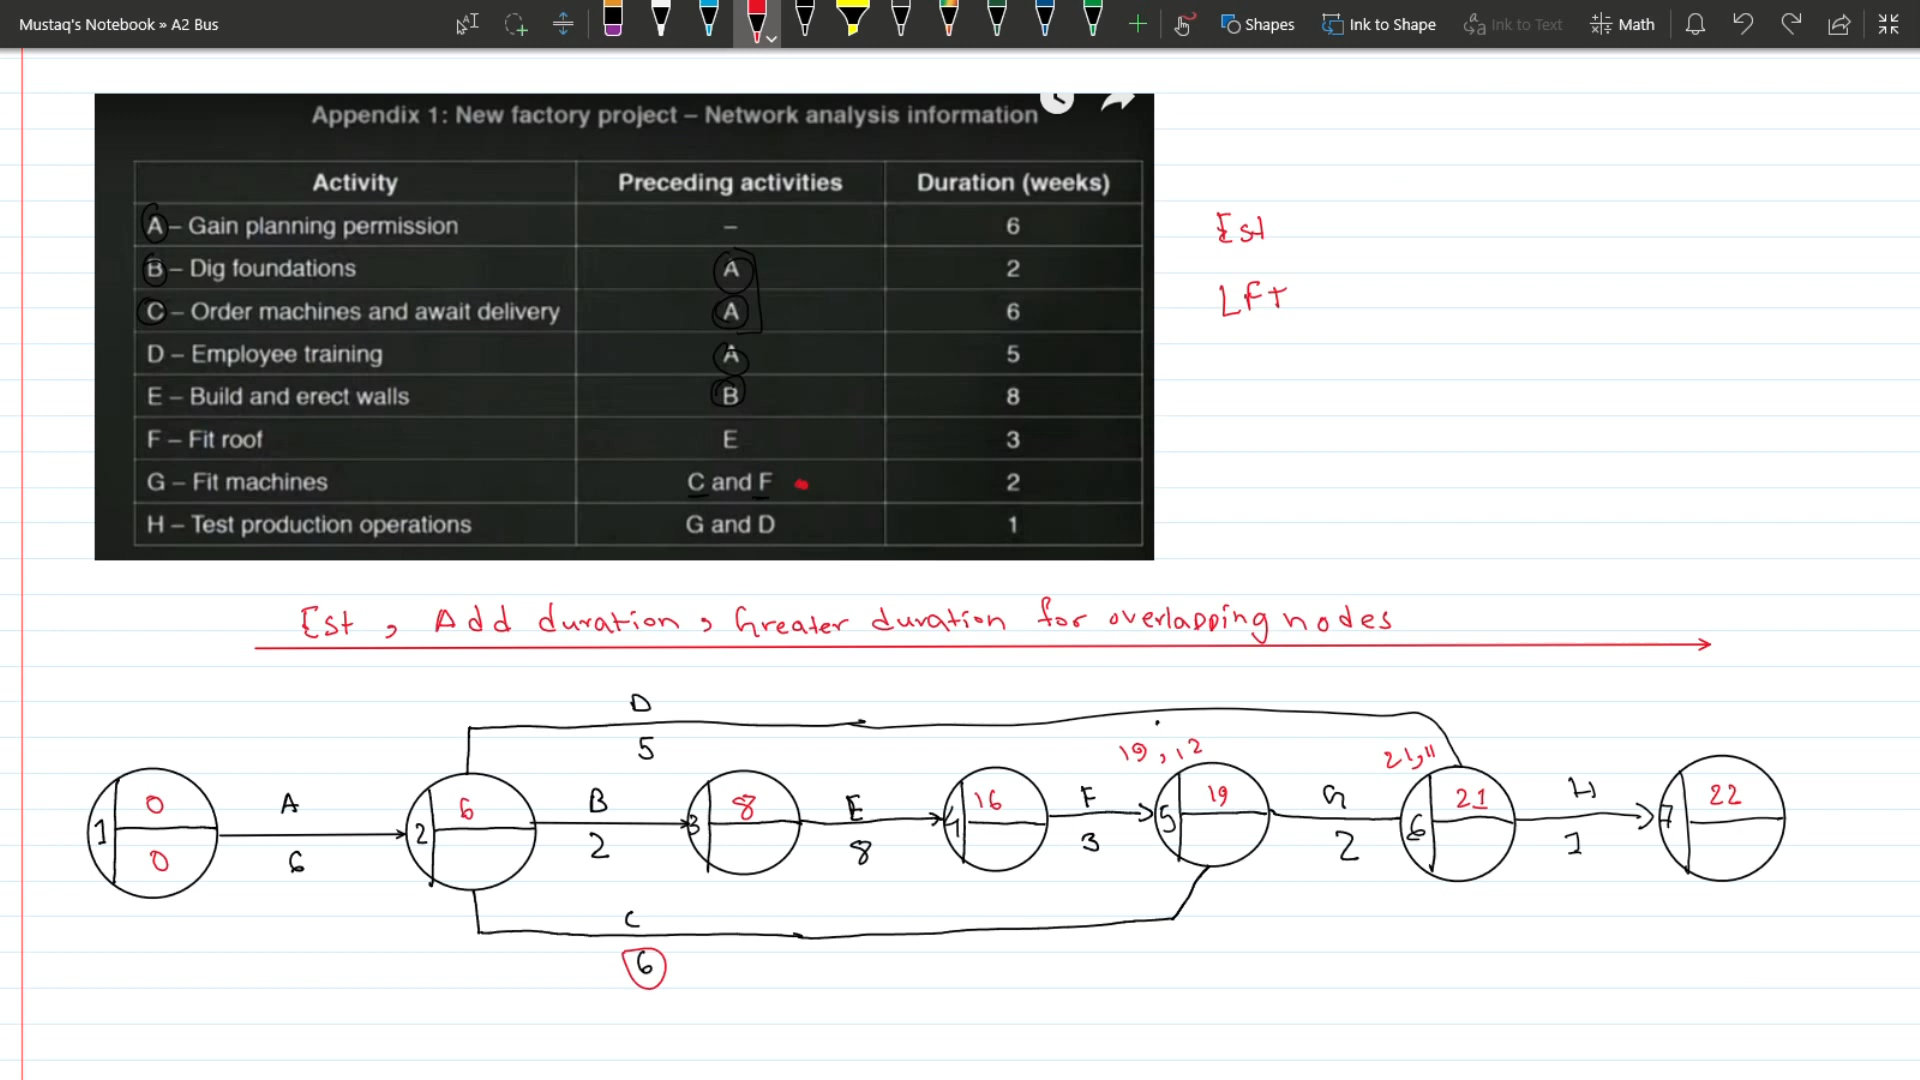 Mustaq's Notebook » A2 Bus
Shapes
Ink to Shape
Ink to Text
Math
Appendix 1: New factory project – Network analysis information
Activity Preceding activities Duration (weeks)
A – Gain planning permission – 6
B – Dig foundations A 2
C – Order machines and await delivery A 6
D – Employee training A 5
E – Build and erect walls B 8
F – Fit roof E 3
G – Fit machines C and F 2
H – Test production operations G and D 1
Est
LFT
Est , Add duration , Greater duration for overlapping nodes
D
5
19,12
21,11
1 0 0
A
6
2 6
B
2
3 8
E
8
4 16
F
3
5 19
G
2
6 21
H
1
7 22
C
6